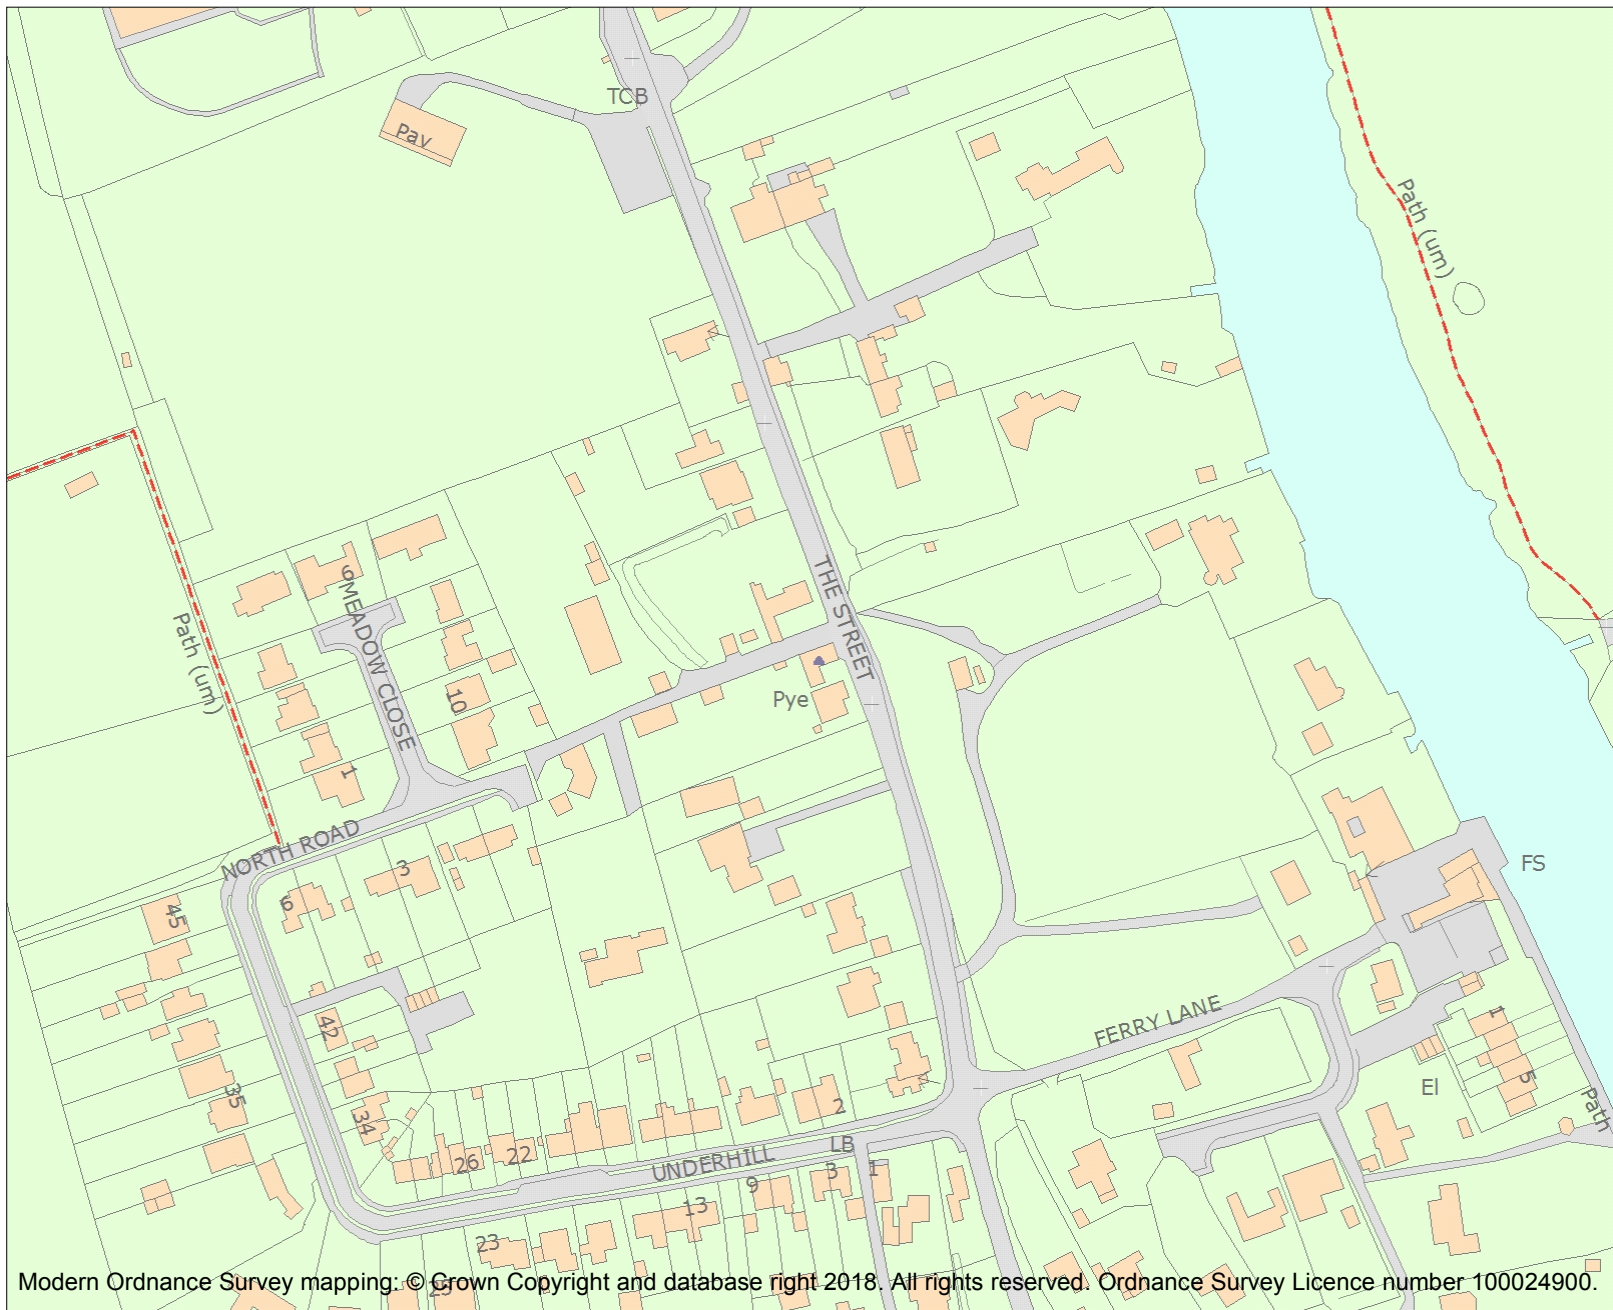 TCB
Pav
Path (um)
THE STREET
6
MEADOW CLOSE
Path (um)
10
Pye
1
NORTH ROAD
3
6
45
FS
42
FERRY LANE
35
34
26
22
2
LB
UNDERHILL
1
5
El
Path
3
1
9
13
23
29
Modern Ordnance Survey mapping: © Crown Copyright and database right 2018. All rights reserved. Ordnance Survey Licence number 100024900.